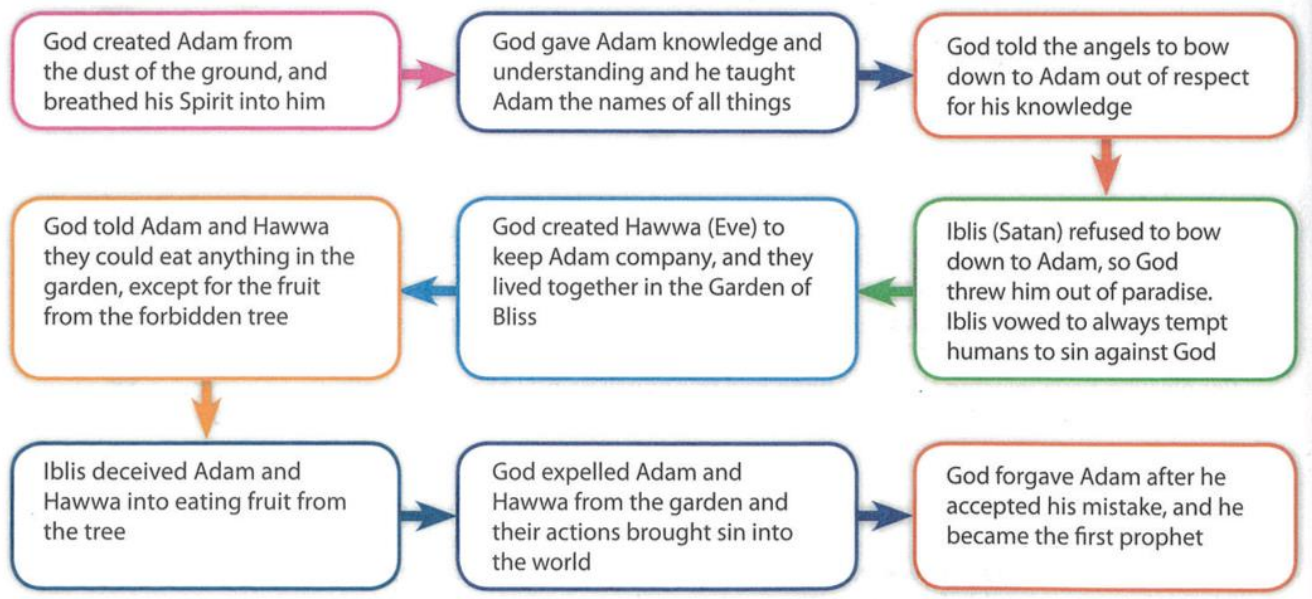 God created Adam from
the dust of the ground, and
breathed his Spirit into him
God gave Adam knowledge and
understanding and he taught
Adam the names of all things
God told the angels to bow
down to Adam out of respect
for his knowledge
Iblis (Satan) refused to bow
down to Adam, so God
threw him out of paradise.
Iblis vowed to always tempt
humans to sin against God
God created Hawwa (Eve) to
keep Adam company, and they
lived together in the Garden of
Bliss
God told Adam and Hawwa
they could eat anything in the
garden, except for the fruit
from the forbidden tree
Iblis deceived Adam and
Hawwa into eating fruit from
the tree
God expelled Adam and
Hawwa from the garden and
their actions brought sin into
the world
God forgave Adam after he
accepted his mistake, and he
became the first prophet